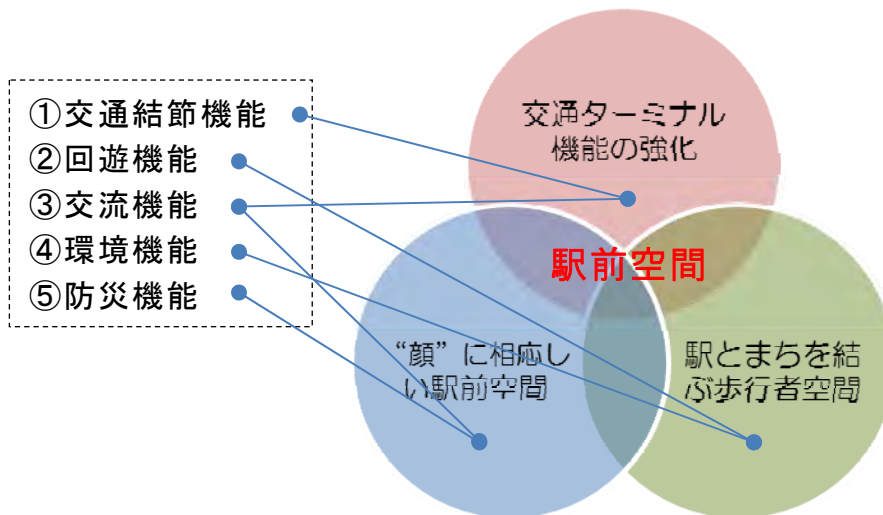 ①交通結節機能
②回遊機能
③交流機能
④環境機能
⑤防災機能
交通ターミナル
機能の強化
駅前空間
“顔”に相応し
い駅前空間
駅とまちを結
ぶ歩行者空間